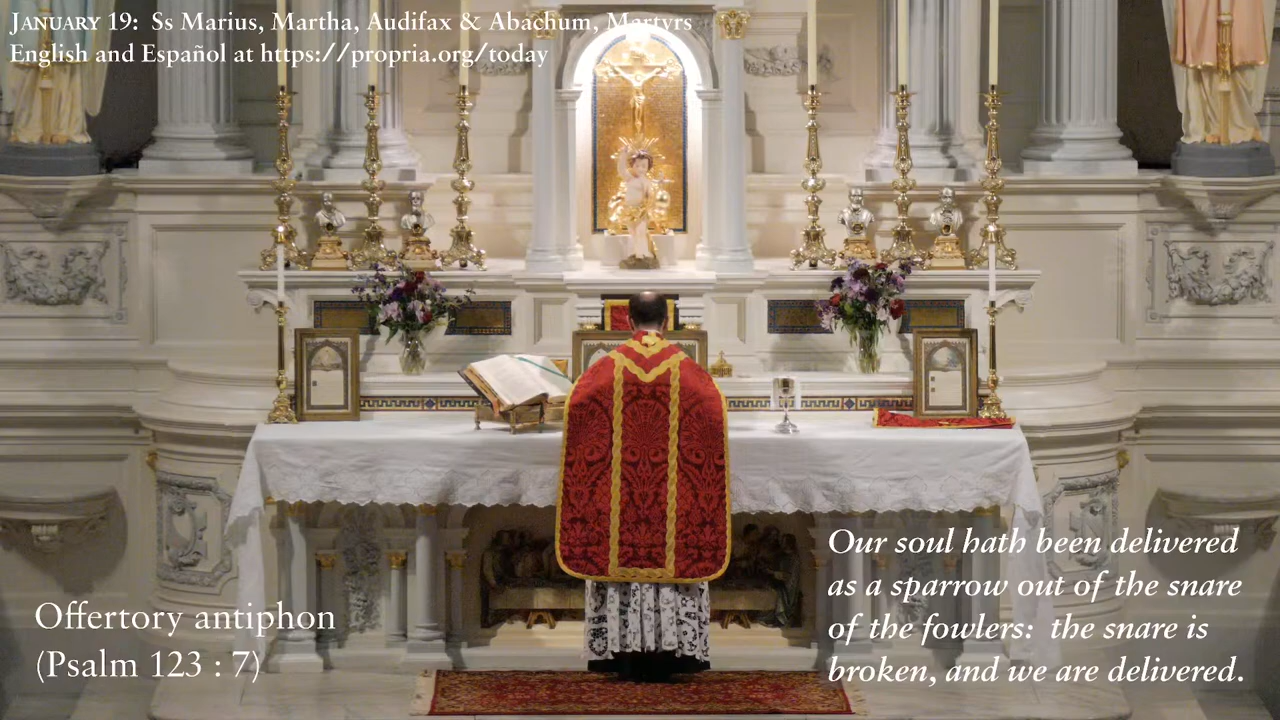 January 19: Ss Marius, Martha, Audifax & Abachum, Martyrs
English and Español at https://propria.org/today
Offertory antiphon
(Psalm 123 : 7)
Our soul hath been delivered
as a sparrow out of the snare
of the fowlers: the snare is
broken, and we are delivered.